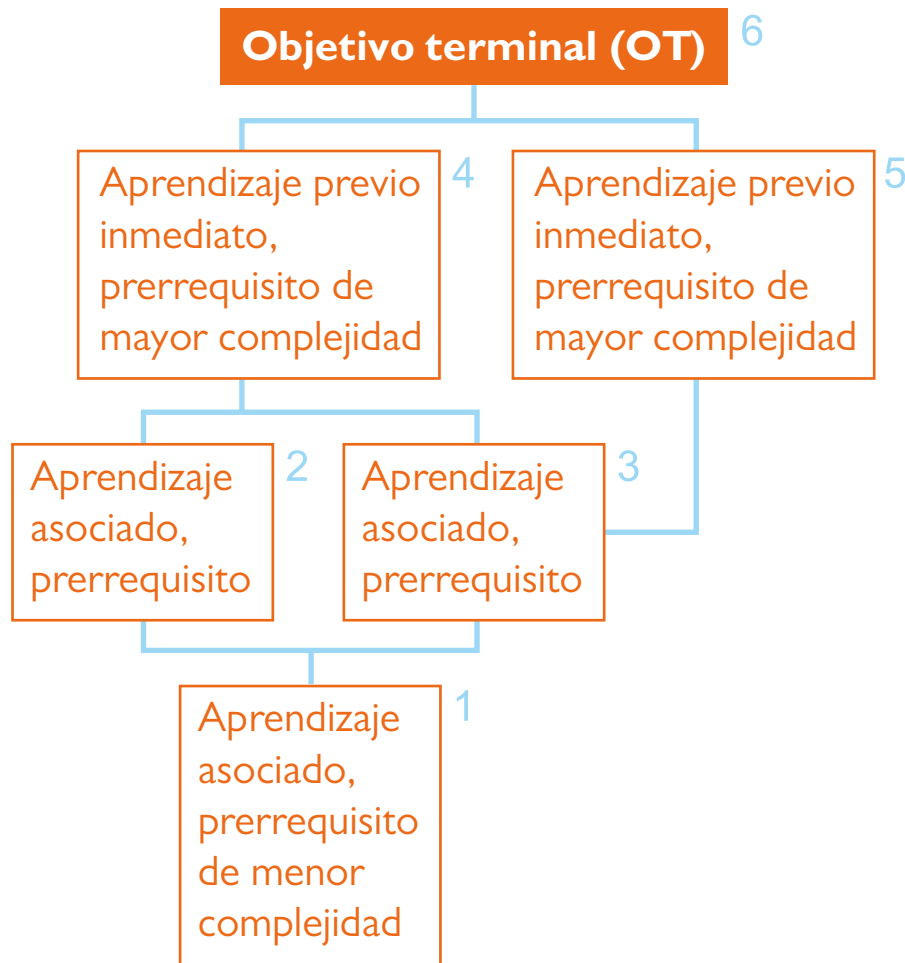 Objetivo terminal (OT)
6
Aprendizaje previo
inmediato,
prerrequisito de
mayor complejidad
4
Aprendizaje previo
inmediato,
prerrequisito de
mayor complejidad
5
Aprendizaje
asociado,
prerrequisito
2
Aprendizaje
asociado,
prerrequisito
3
Aprendizaje
asociado,
prerrequisito
de menor
complejidad
1